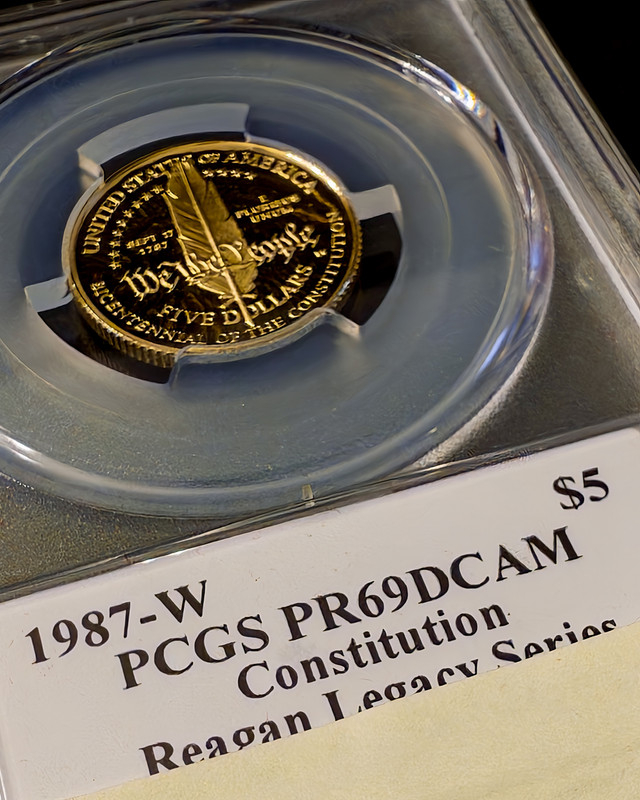 UNITED STATES OF AMERICA
E
PLURIBUS
UNUM
SEPT 17
1787
We the People
FIVE DOLLARS W
BICENTENNIAL OF THE CONSTITUTION
$5
1987-W
PCGS PR69DCAM
Constitution
Reagan Legacy Series